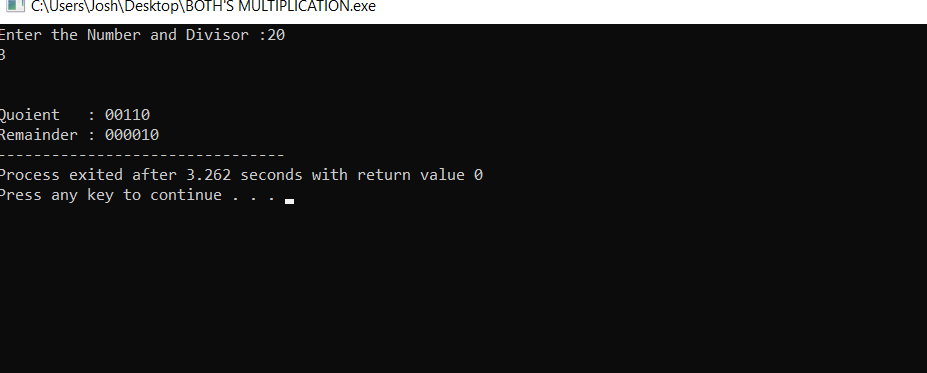 C:\Users\Josh\Desktop\BOTH'S MULTIPLICATION.exe
Enter the Number and Divisor :20
3
Quoient   : 00110
Remainder : 000010
--------------------------------
Process exited after 3.262 seconds with return value 0
Press any key to continue . . .